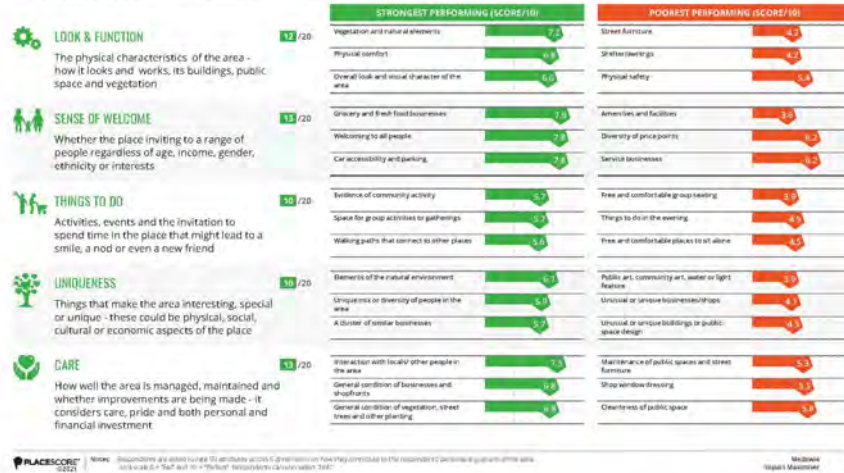 STRONGEST PERFORMING (SCORE/10)
POOREST PERFORMING (SCORE/10)
LOOK & FUNCTION
12 /20
The physical characteristics of the area -
how it looks and works, its buildings, public
space and vegetation
Vegetation and natural elements 7.2
Physical comfort 6.8
Overall look and visual character of the
area 6.6
Street furniture 4.2
Shelter/awnings 4.2
Physical safety 5.4
SENSE OF WELCOME
13 /20
Whether the place inviting to a range of
people regardless of age, income, gender,
ethnicity or interests
Grocery and fresh food businesses 7.9
Welcoming to all people 7.8
Car accessibility and parking 7.8
Amenities and facilities 3.6
Diversity of price points 6.2
Service businesses 6.2
THINGS TO DO
10 /20
Activities, events and the invitation to
spend time in the place that might lead to a
smile, a nod or even a new friend
Evidence of community activity 5.7
Space for group activities or gatherings 5.7
Walking paths that connect to other places 5.6
Free and comfortable group seating 3.9
Things to do in the evening 4.5
Free and comfortable places to sit alone 4.5
UNIQUENESS
10 /20
Things that make the area interesting, special
or unique - these could be physical, social,
cultural or economic aspects of the place
Elements of the natural environment 6.1
Unique mix or diversity of people in the
area 5.9
A cluster of similar businesses 5.7
Public art, community art, water or light
feature 3.9
Unusual or unique businesses/shops 4.1
Unusual or unique buildings or public
space design 4.5
CARE
13 /20
How well the area is managed, maintained and
whether improvements are being made - it
considers care, pride and both personal and
financial investment
Interaction with locals/ other people in
the area 7.5
General condition of businesses and
shopfronts 6.8
General condition of vegetation, street
trees and other planting 6.8
Maintenance of public spaces and street
furniture 5.3
Shop window dressing
Cleanliness of public space 5.8
PLACESCORE
©2021
Notes:
Impact Maximiser